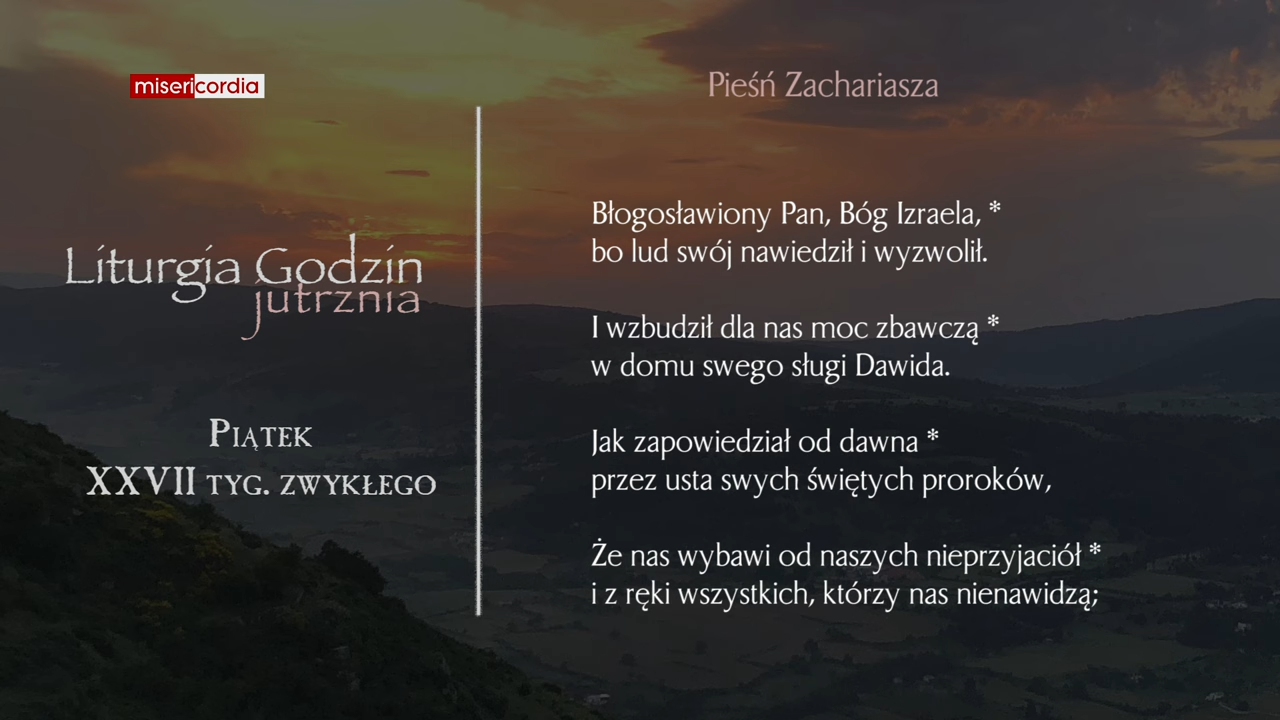 misericordia
Liturgia Godzin
jutrznia
Piątek
XXVII tyg. zwykłego
Pieśń Zachariasza
Błogosławiony Pan, Bóg Izraela, *
bo lud swój nawiedził i wyzwolił.
I wzbudził dla nas moc zbawczą *
w domu swego sługi Dawida.
Jak zapowiedział od dawna *
przez usta swych świętych proroków,
Że nas wybawi od naszych nieprzyjaciół *
i z ręki wszystkich, którzy nas nienawidzą;